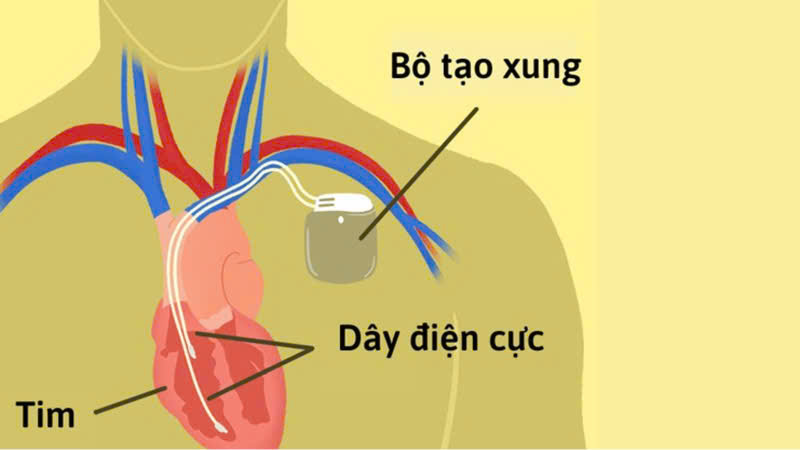 Bộ tạo xung
Dây điện cực
Tim